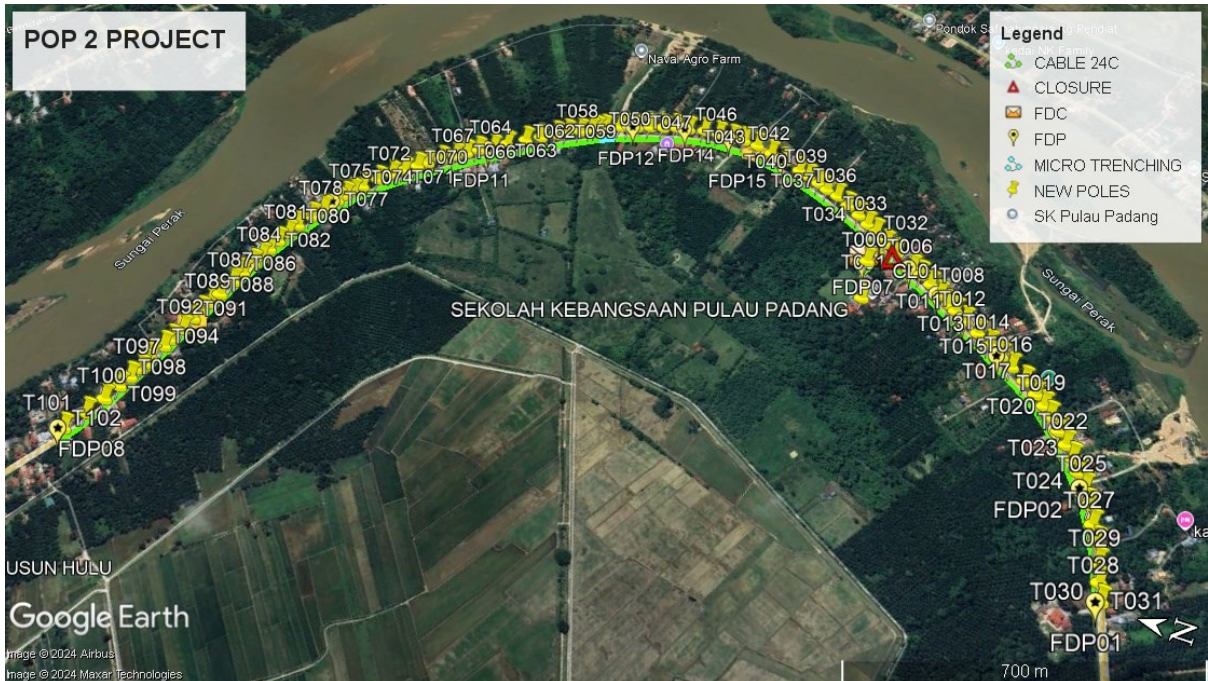 POP 2 PROJECT
Legend
CABLE 24C
CLOSURE
FDC
FDP
MICRO TRENCHING
NEW POLES
SK Pulau Padang
Naval Agro Farm
Sungai Perak
Sungai Perak
T058
T050
T046
T067
T064
T062
T059
T047
T043
T042
T072
T070
T066
T063
FDP12
FDP14
T075
T074
T071
FDP11
FDP15
T040
T039
T078
T077
T037
T036
T081
T080
T034
T033
T032
T084
T082
T000
T006
T087
T086
CL01
T008
T089
T088
FDP07
T011
T012
T092
T091
SEKOLAH KEBANGSAAN PULAU PADANG
T013
T014
T094
T097
T015
T016
T098
T017
T100
T099
T019
T101
T102
T020
T022
FDP08
T023
T025
T024
T027
FDP02
T029
T028
USUN HULU
T030
T031
FDP01
Google Earth
N
mage © 2024 Airbus
mage © 2024 Maxar Technologies
700 m